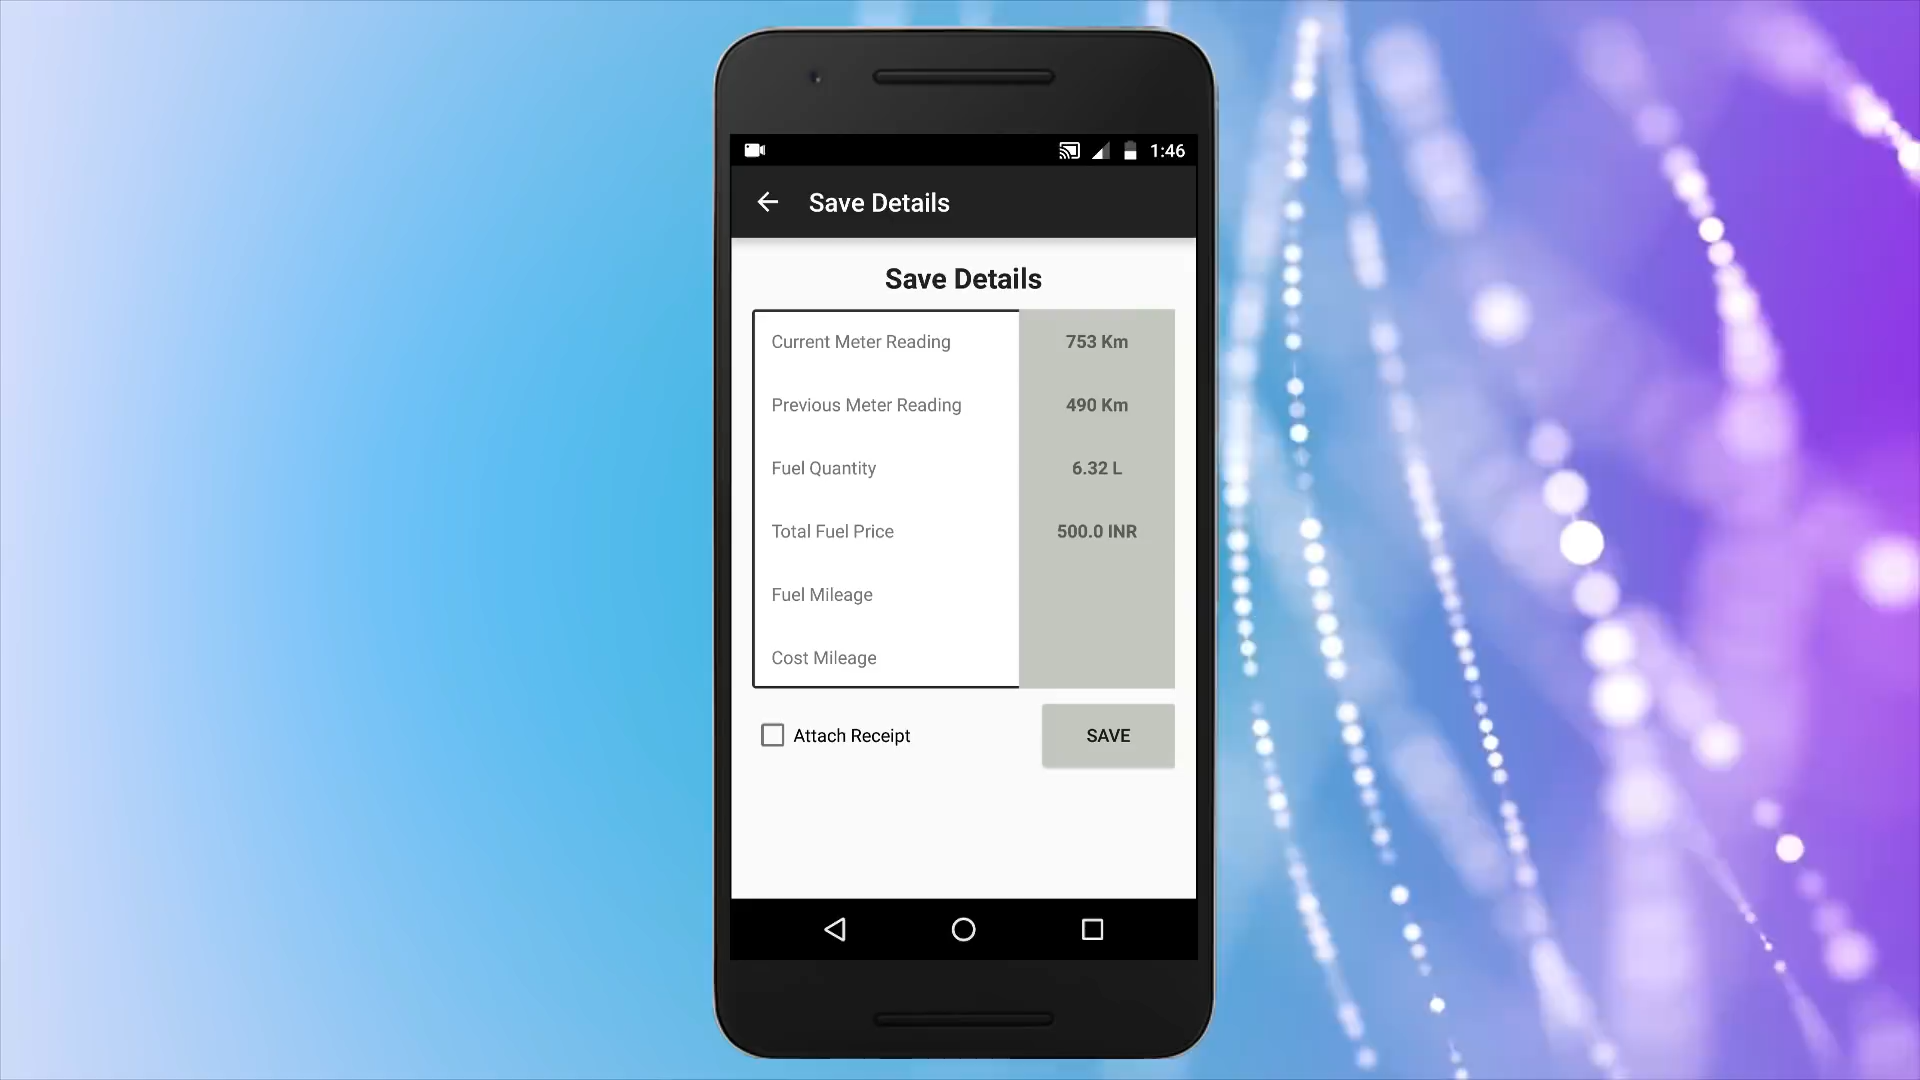 1:46
Save Details
Save Details
Current Meter Reading 753 Km
Previous Meter Reading 490 Km
Fuel Quantity 6.32 L
Total Fuel Price 500.0 INR
Fuel Mileage
Cost Mileage
Attach Receipt SAVE